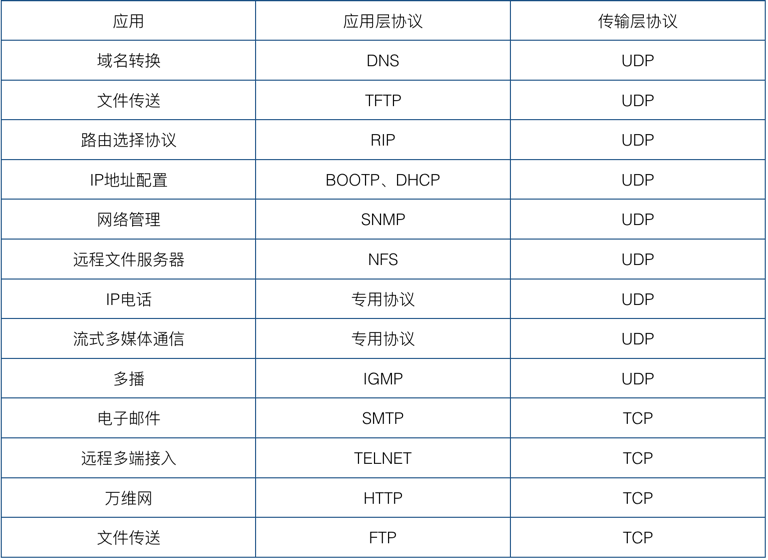 应用 应用层协议 传输层协议
域名转换 DNS UDP
文件传送 TFTP UDP
路由选择协议 RIP UDP
IP地址配置 BOOTP、DHCP UDP
网络管理 SNMP UDP
远程文件服务器 NFS UDP
IP电话 专用协议 UDP
流式多媒体通信 专用协议 UDP
多播 IGMP UDP
电子邮件 SMTP TCP
远程多端接入 TELNET TCP
万维网 HTTP TCP
文件传送 FTP TCP